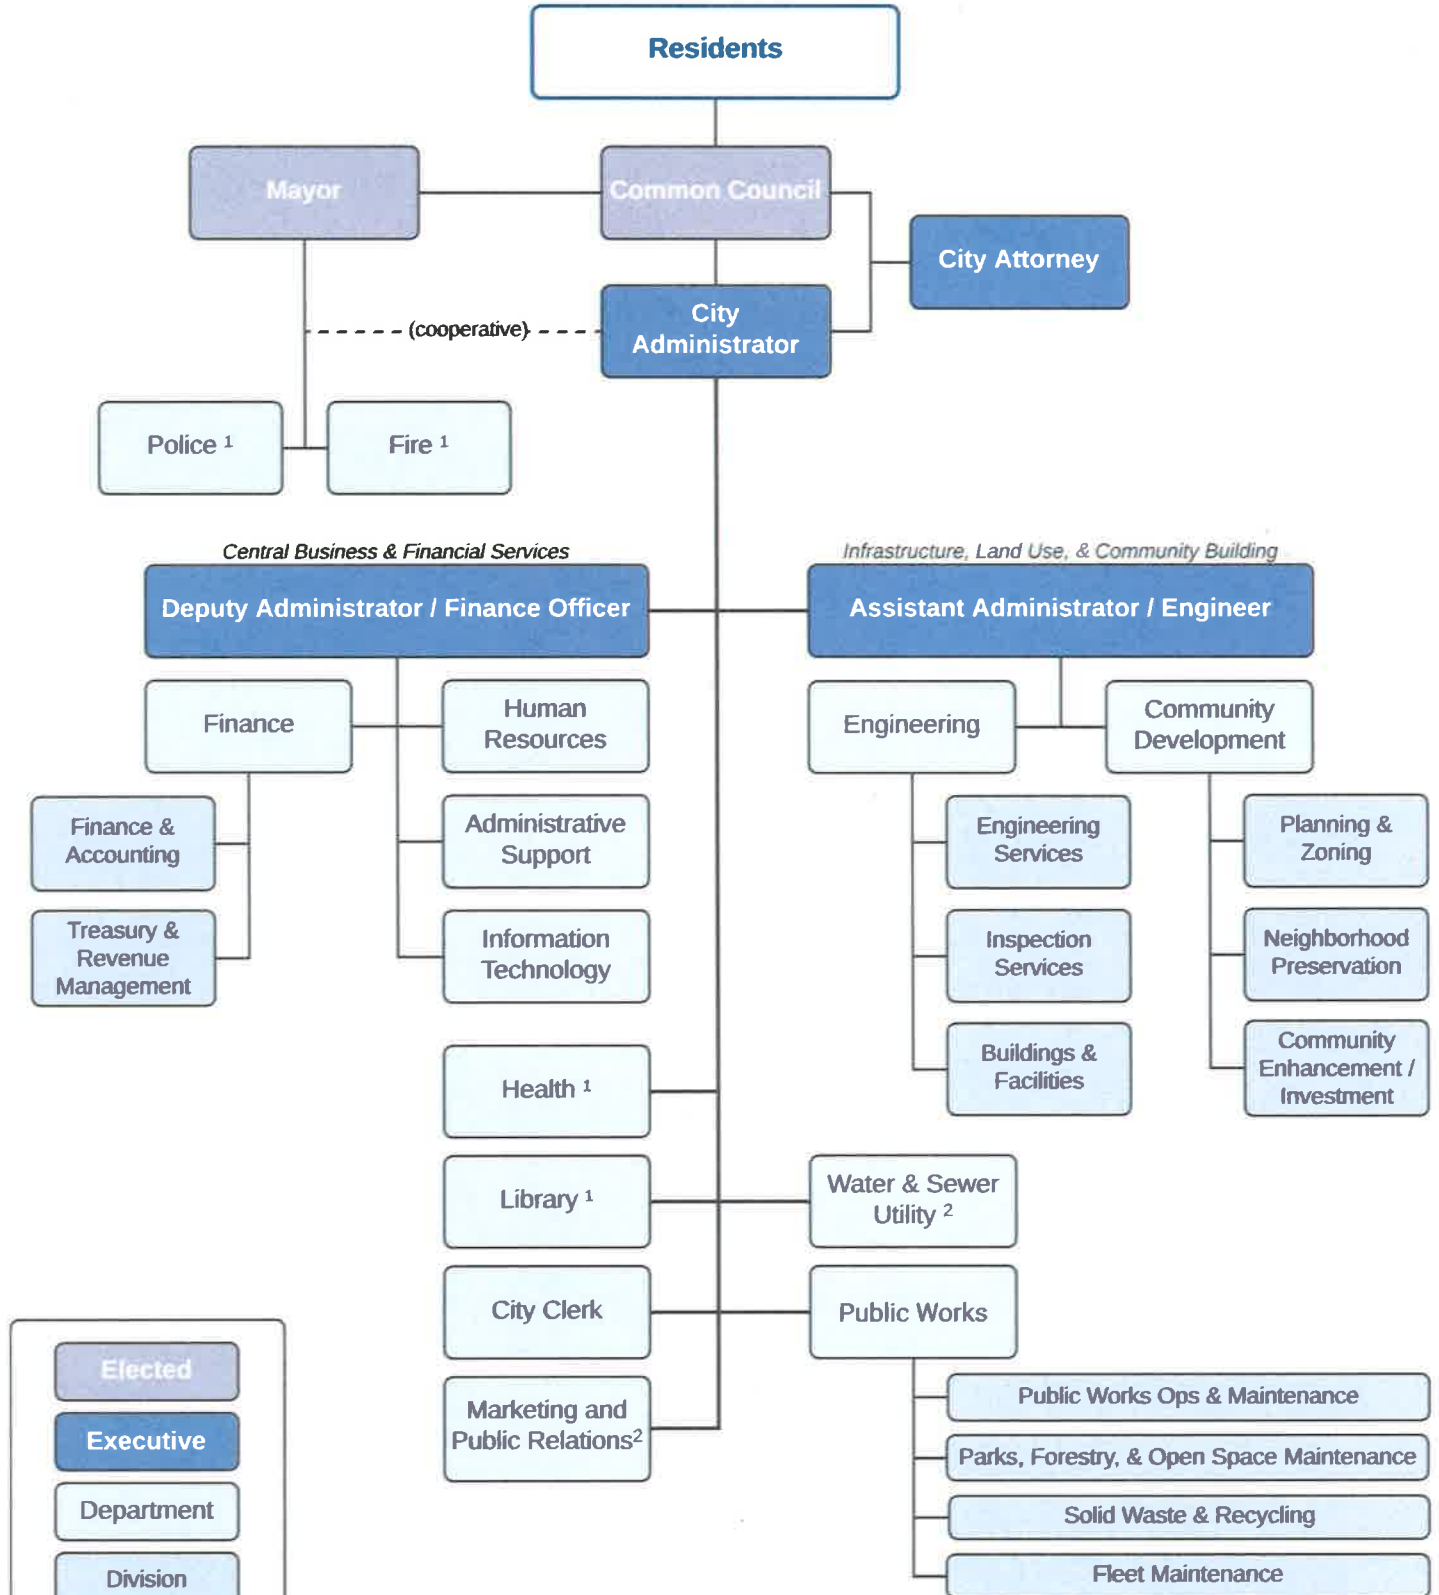 Residents
Mayor
Common Council
City Attorney
City
Administrator
(cooperative)
Police 1
Fire 1
Central Business & Financial Services
Infrastructure, Land Use, & Community Building
Deputy Administrator / Finance Officer
Assistant Administrator / Engineer
Finance
Human
Resources
Engineering
Community
Development
Finance &
Accounting
Administrative
Support
Engineering
Services
Planning &
Zoning
Treasury &
Revenue
Management
Information
Technology
Inspection
Services
Neighborhood
Preservation
Buildings &
Facilities
Community
Enhancement /
Investment
Health 1
Library 1
Water & Sewer
Utility 2
City Clerk
Public Works
Marketing and
Public Relations2
Public Works Ops & Maintenance
Parks, Forestry, & Open Space Maintenance
Solid Waste & Recycling
Fleet Maintenance
Elected
Executive
Department
Division